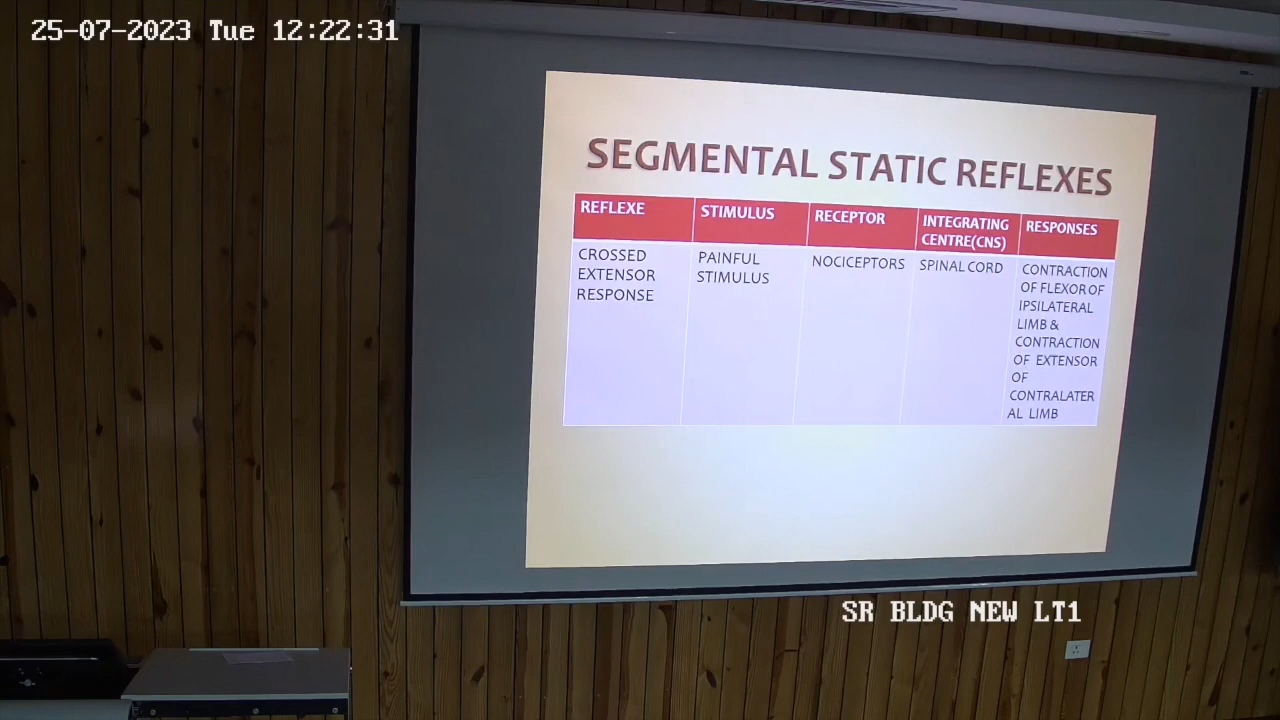 25-07-2023 Tue 12:22:31
SEGMENTAL STATIC REFLEXES
REFLEXE
STIMULUS
RECEPTOR
INTEGRATING
CENTRE(CNS)
RESPONSES
CROSSED
EXTENSOR
RESPONSE
PAINFUL
STIMULUS
NOCICEPTORS
SPINAL CORD
CONTRACTION
OF FLEXOR OF
IPSILATERAL
LIMB &
CONTRACTION
OF EXTENSOR
OF
CONTRALATER
AL LIMB
SR BLDG NEW LT1